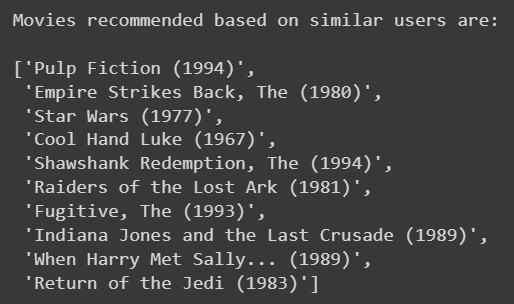 Movies recommended based on similar users are:
['Pulp Fiction (1994)',
'Empire Strikes Back, The (1980)',
'Star Wars (1977)',
'Cool Hand Luke (1967)',
'Shawshank Redemption, The (1994)',
'Raiders of the Lost Ark (1981)',
'Fugitive, The (1993)',
'Indiana Jones and the Last Crusade (1989)',
'When Harry Met Sally... (1989)',
'Return of the Jedi (1983)']